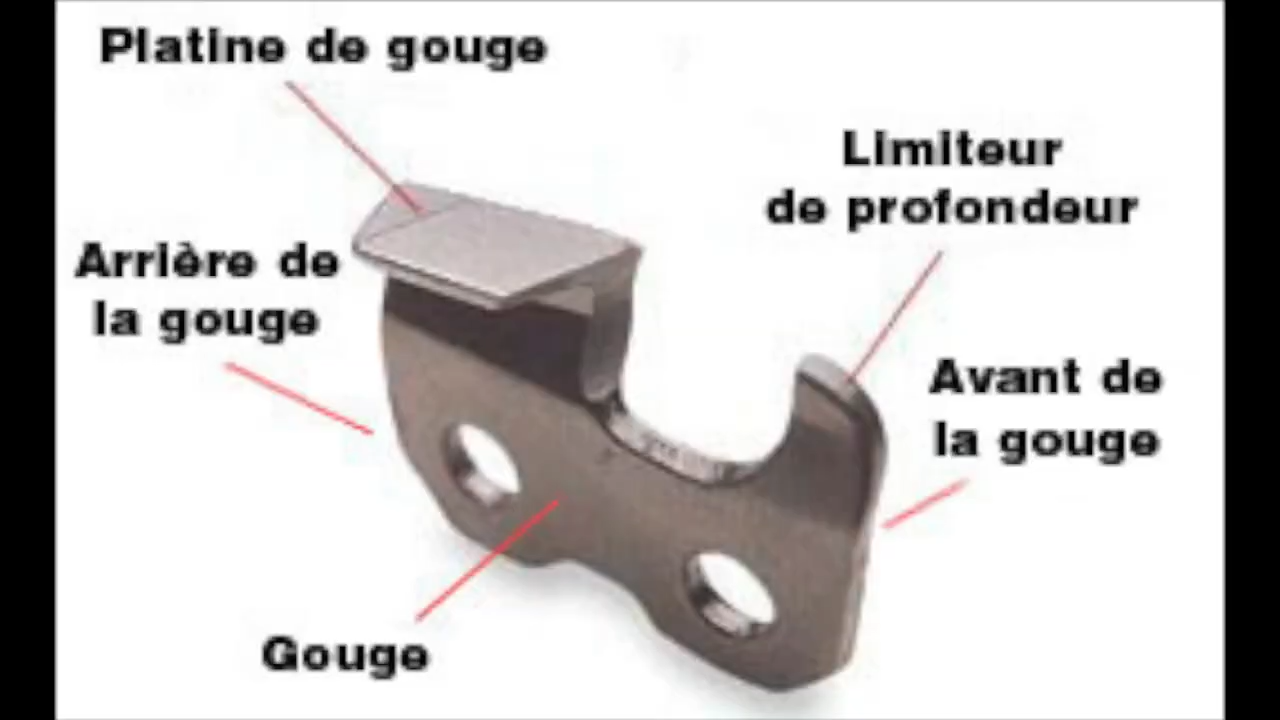 Platine de gouge
Limiteur
de profondeur
Arrière de
la gouge
Avant de
la gouge
Gouge